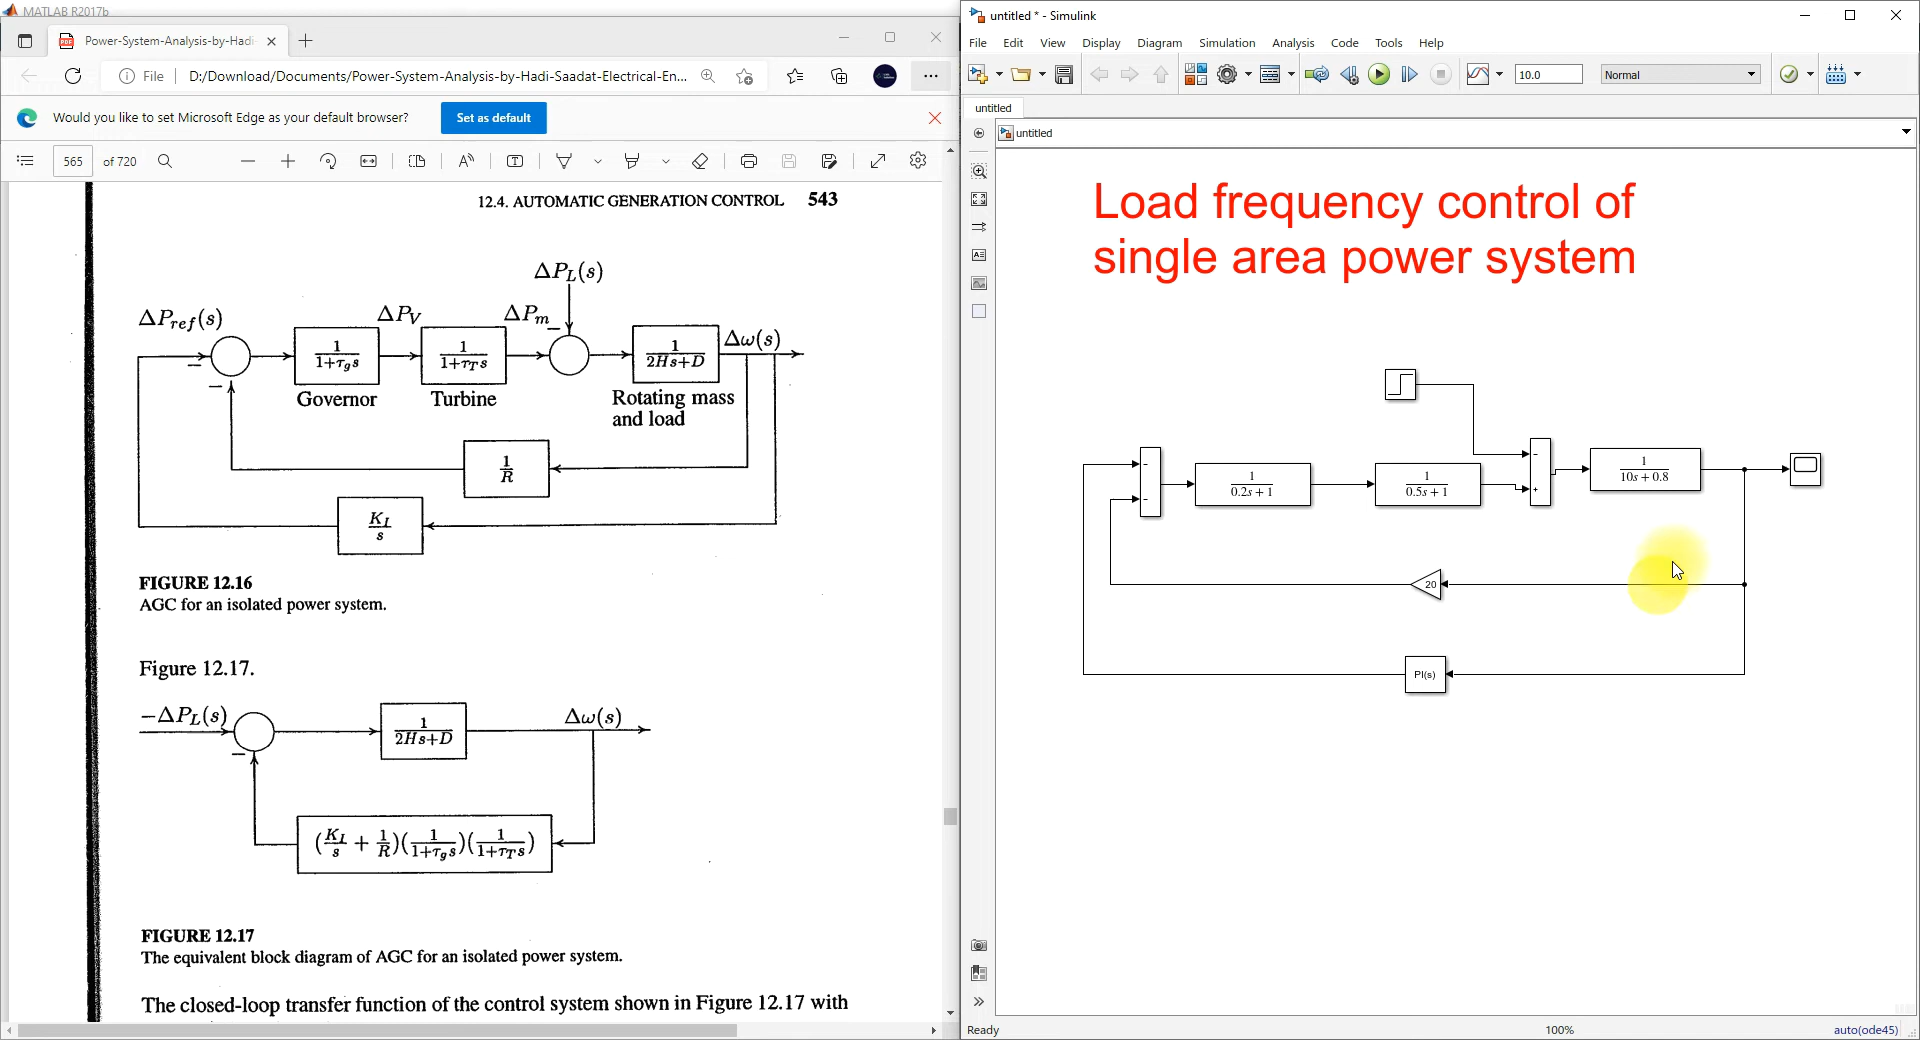 MATLAB R2017b
Power-System-Analysis-by-Hadi-
File D:/Download/Documents/Power-System-Analysis-by-Hadi-Saadat-Electrical-En...
Would you like to set Microsoft Edge as your default browser? Set as default
565 of 720
12.4. AUTOMATIC GENERATION CONTROL 543
ΔP_L(s)
ΔP_ref(s) ΔP_V ΔP_m Δω(s)
1/(1+τ_g s) 1/(1+τ_T s) 1/(2Hs+D)
Governor Turbine Rotating mass
and load
1/R
K_I/s
FIGURE 12.16
AGC for an isolated power system.
Figure 12.17.
−ΔP_L(s) Δω(s)
1/(2Hs+D)
(K_I/s + 1/R)(1/(1+τ_g s))(1/(1+τ_T s))
FIGURE 12.17
The equivalent block diagram of AGC for an isolated power system.
The closed-loop transfer function of the control system shown in Figure 12.17 with
untitled * - Simulink
File Edit View Display Diagram Simulation Analysis Code Tools Help
10.0 Normal
untitled
untitled
Load frequency control of
single area power system
1/(0.2s+1) 1/(0.5s+1) 1/(10s+0.8)
20
PI(s)
Ready 100% auto(ode45)